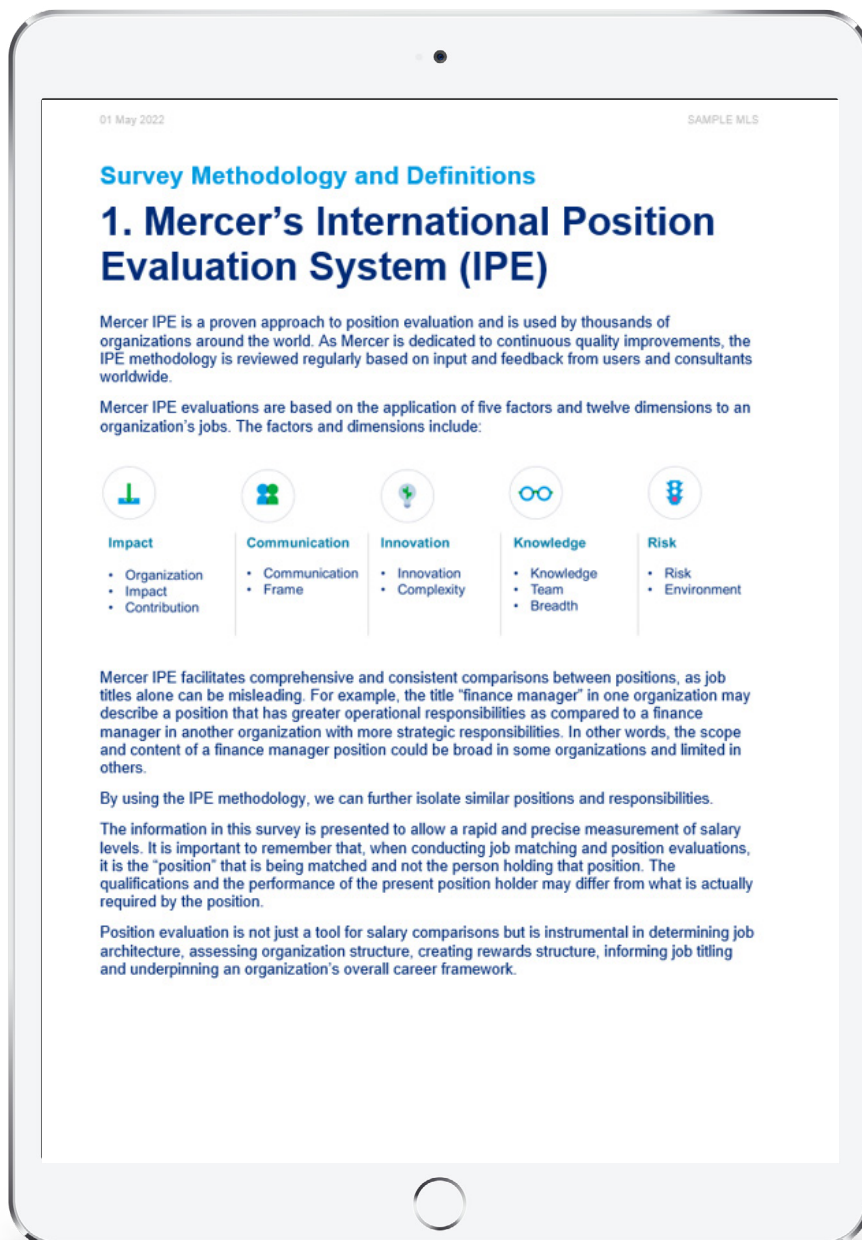 01 May 2022
SAMPLE MLS
Survey Methodology and Definitions
1. Mercer's International Position
Evaluation System (IPE)
Mercer IPE is a proven approach to position evaluation and is used by thousands of
organizations around the world. As Mercer is dedicated to continuous quality improvements, the
IPE methodology is reviewed regularly based on input and feedback from users and consultants
worldwide.
Mercer IPE evaluations are based on the application of five factors and twelve dimensions to an
organization's jobs. The factors and dimensions include:
Impact
• Organization
• Impact
• Contribution
Communication
• Communication
• Frame
Innovation
• Innovation
• Complexity
Knowledge
• Knowledge
• Team
• Breadth
Risk
• Risk
• Environment
Mercer IPE facilitates comprehensive and consistent comparisons between positions, as job
titles alone can be misleading. For example, the title “finance manager” in one organization may
describe a position that has greater operational responsibilities as compared to a finance
manager in another organization with more strategic responsibilities. In other words, the scope
and content of a finance manager position could be broad in some organizations and limited in
others.
By using the IPE methodology, we can further isolate similar positions and responsibilities.
The information in this survey is presented to allow a rapid and precise measurement of salary
levels. It is important to remember that, when conducting job matching and position evaluations,
it is the “position” that is being matched and not the person holding that position. The
qualifications and the performance of the present position holder may differ from what is actually
required by the position.
Position evaluation is not just a tool for salary comparisons but is instrumental in determining job
architecture, assessing organization structure, creating rewards structure, informing job titling
and underpinning an organization's overall career framework.